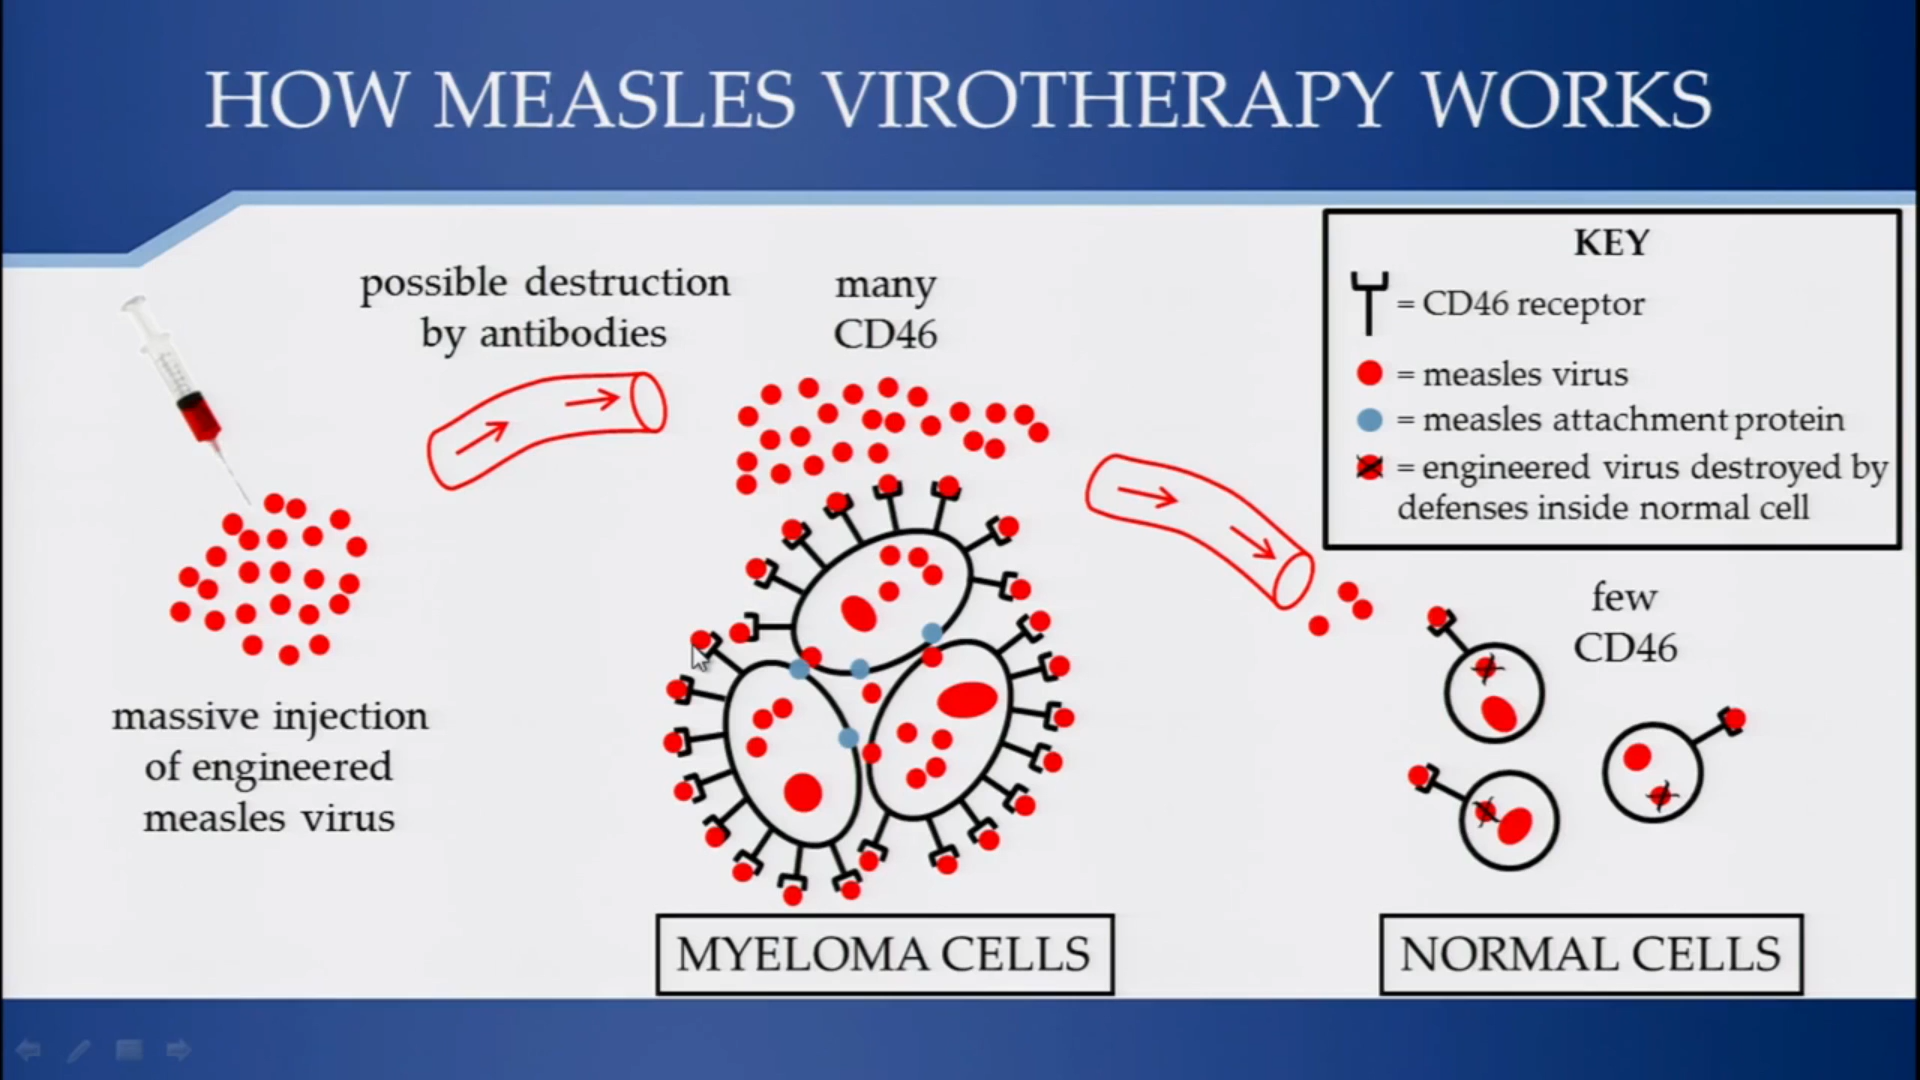 HOW MEASLES VIROTHERAPY WORKS
possible destruction
by antibodies
many
CD46
KEY
= CD46 receptor
= measles virus
= measles attachment protein
= engineered virus destroyed by
defenses inside normal cell
few
CD46
massive injection
of engineered
measles virus
MYELOMA CELLS
NORMAL CELLS